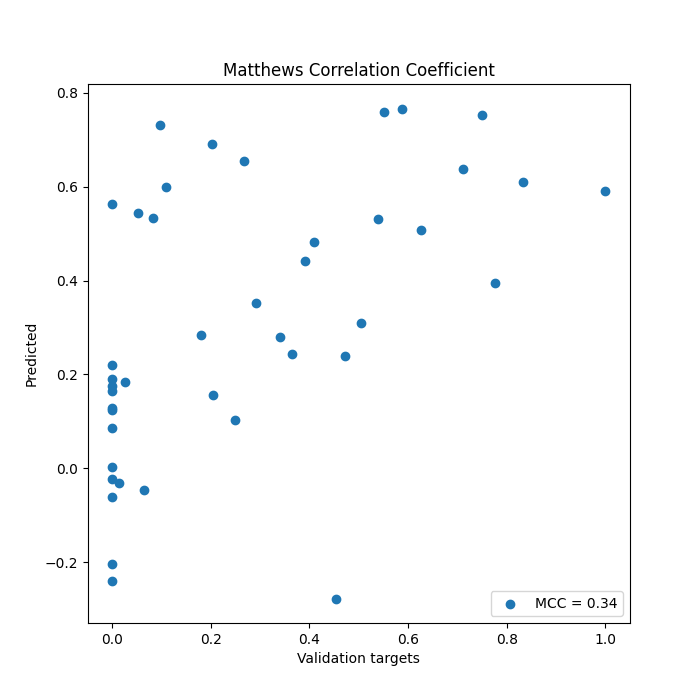 Matthews Correlation Coefficient
0.8
0.6
0.4
0.2
0.0
−0.2
Predicted
MCC = 0.34
0.0 0.2 0.4 0.6 0.8 1.0
Validation targets